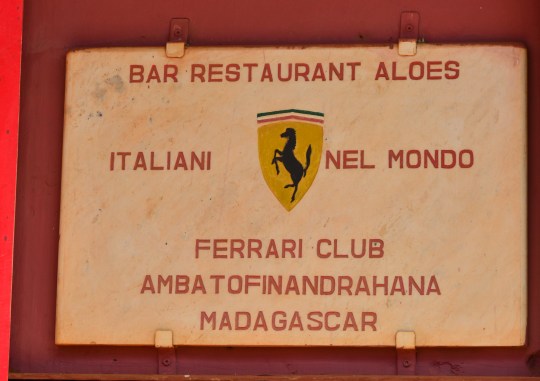 BAR RESTAURANT ALOES
ITALIANI NEL MONDO
FERRARI CLUB
AMBATOFINANDRAHANA
MADAGASCAR